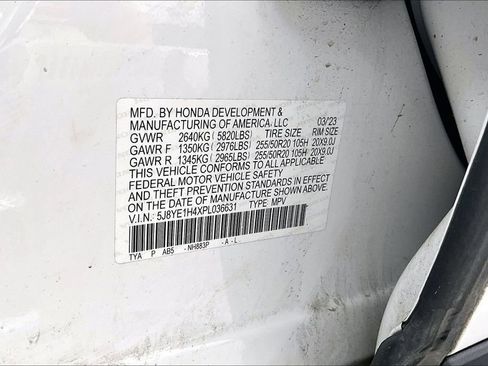 MFD. BY HONDA DEVELOPMENT &
MANUFACTURING OF AMERICA, LLC 03/23
GVWR 2640KG ( 5820LBS) TIRE SIZE RIM SIZE
GAWR F 1350KG ( 2976LBS) 255/50R20 105H 20X9.0J
GAWR R 1345KG ( 2965LBS) 255/50R20 105H 20X9.0J
THIS VEHICLE CONFORMS TO ALL APPLICABLE
FEDERAL MOTOR VEHICLE SAFETY
AND THEFT PREVENTION STANDARDS IN EFFECT
ON THE DATE OF MANUFACTURE SHOWN ABOVE.
V.I.N.: 5J8YE1H4XPL036631 TYPE: MPV
TYA P AB5 - NH883P - A - L